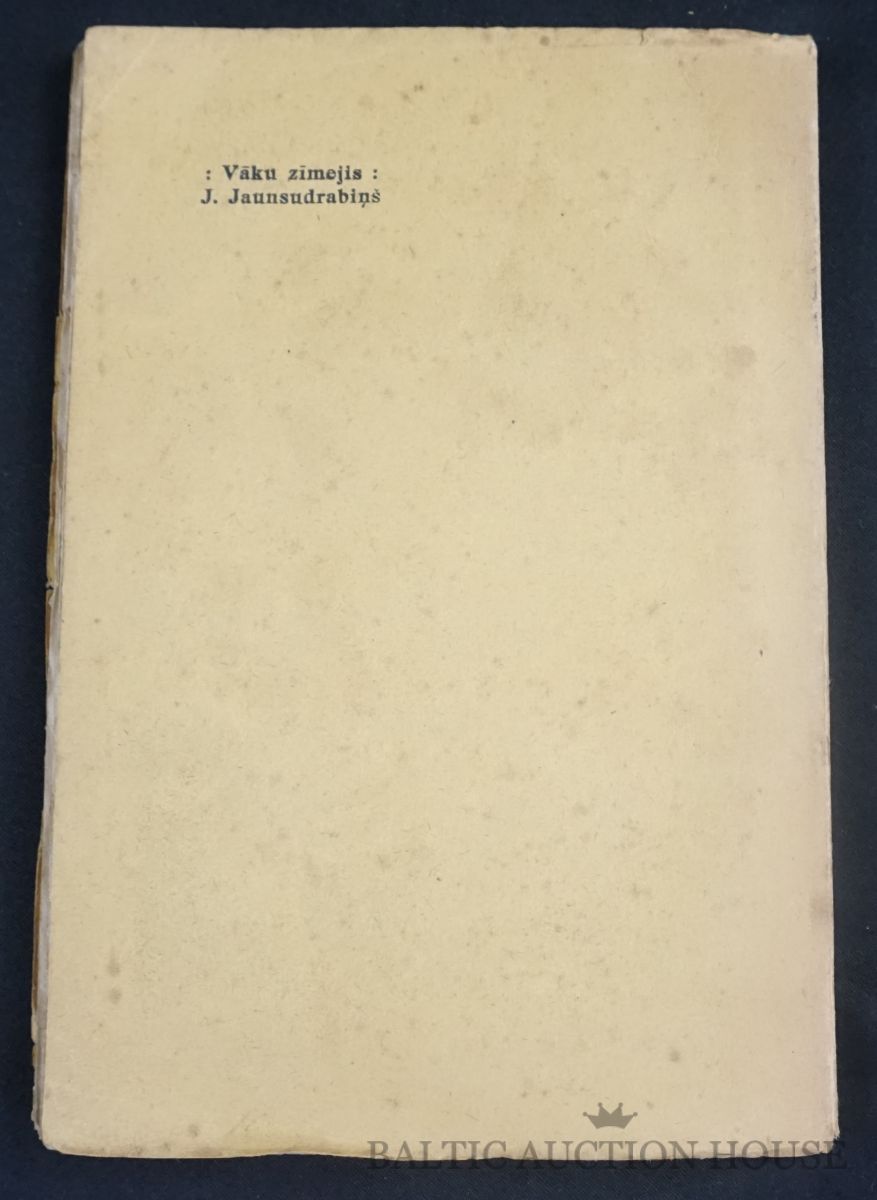 : Vāku zīmejis :
J. Jaunsudrabiņš
BALTIC AUCTION HOUSE